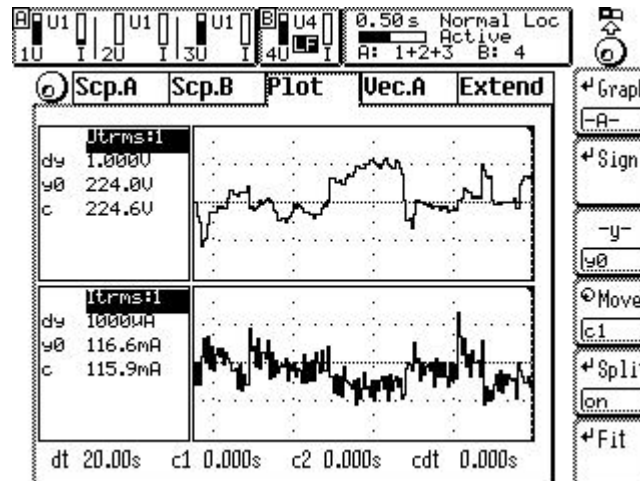 A U1 U1 U1 B U4 0.50s Normal Loc
LF Active
1U I 2U I 3U I 4U I A: 1+2+3 B: 4
Scp.A Scp.B Plot Vec.A Extend
Graph
-A-
Utrms:1
dy 1.000V
Sign
y0 224.0V
c 224.6V
-y-
y0
Itrms:1
Move
dy 1000uA
c1
y0 116.6mA
c 115.9mA
Split
on
Fit
dt 20.00s c1 0.000s c2 0.000s cdt 0.000s